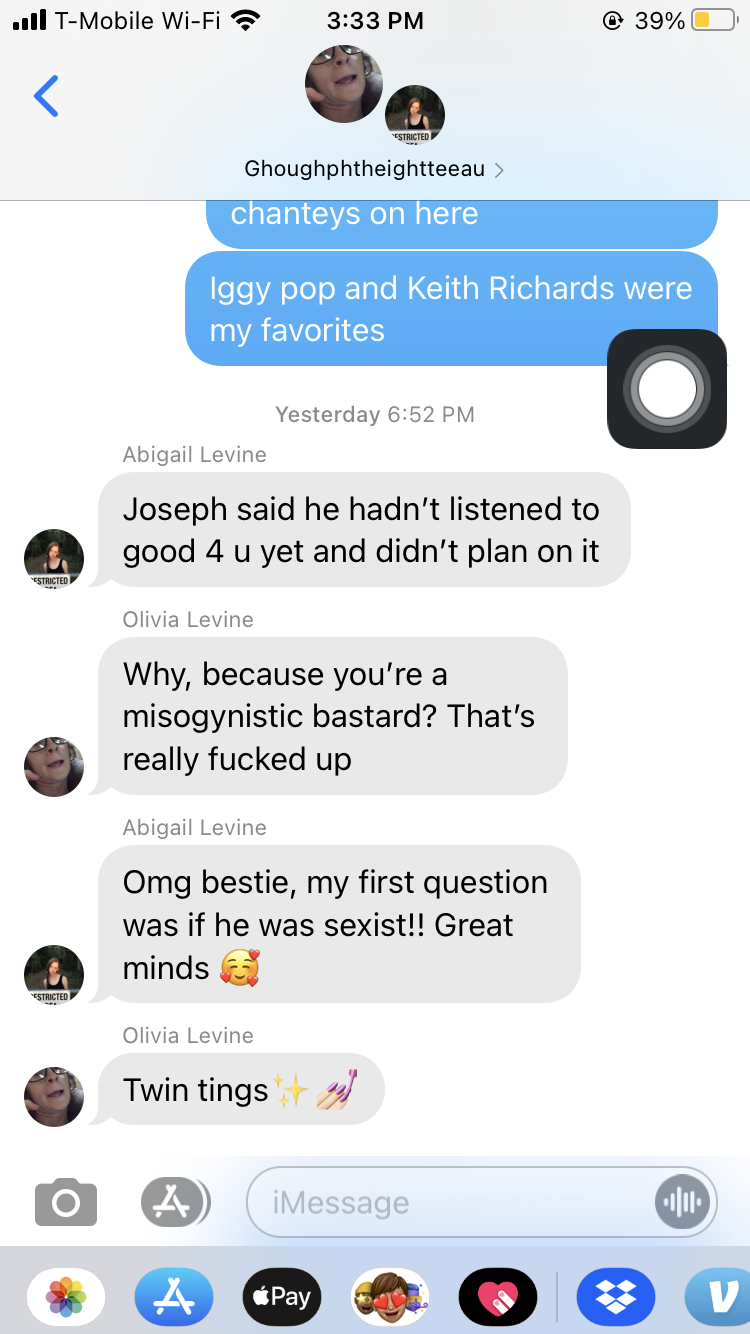 T-Mobile Wi-Fi 3:33 PM 39%
ESTRICTED
Ghoughphtheightteeau
chanteys on here
Iggy pop and Keith Richards were
my favorites
Yesterday 6:52 PM
Abigail Levine
Joseph said he hadn’t listened to
good 4 u yet and didn’t plan on it
ESTRICTED
Olivia Levine
Why, because you’re a
misogynistic bastard? That’s
really fucked up
Abigail Levine
Omg bestie, my first question
was if he was sexist!! Great
minds 🥰
ESTRICTED
Olivia Levine
Twin tings✨💅🏼
iMessage
Pay